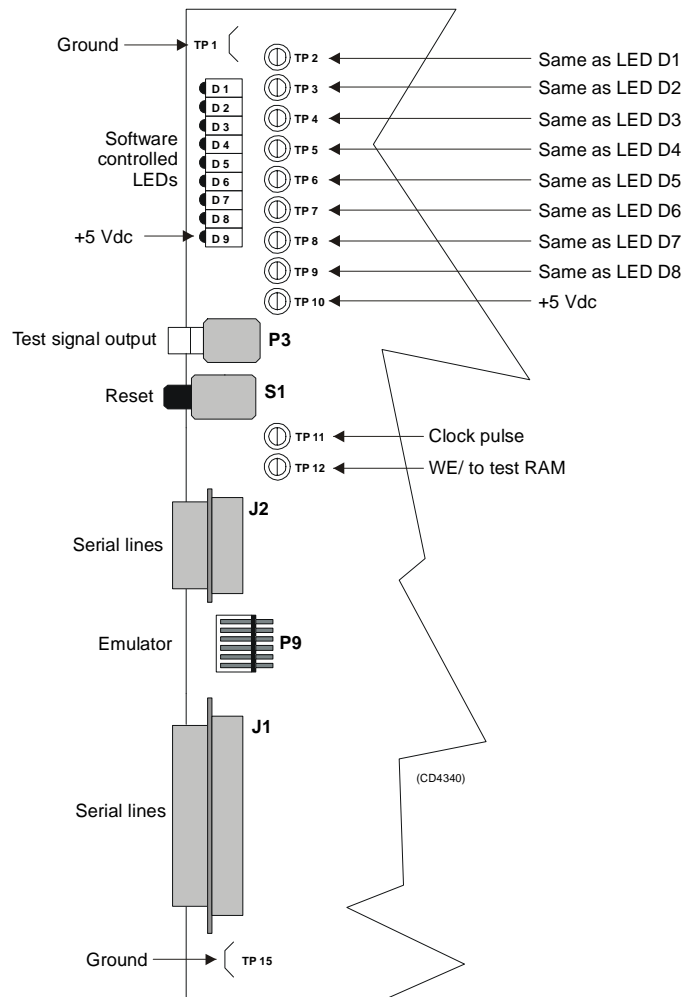 Ground
TP 1
TP 2
Same as LED D1
D 1
TP 3
Same as LED D2
D 2
D 3
TP 4
Same as LED D3
Software
controlled
LEDs
D 4
TP 5
Same as LED D4
D 5
D 6
TP 6
Same as LED D5
D 7
TP 7
Same as LED D6
D 8
+5 Vdc
D 9
TP 8
Same as LED D7
TP 9
Same as LED D8
TP 10
+5 Vdc
Test signal output
P3
Reset
S1
TP 11
Clock pulse
TP 12
WE/ to test RAM
J2
Serial lines
Emulator
P9
J1
(CD4340)
Serial lines
Ground
TP 15